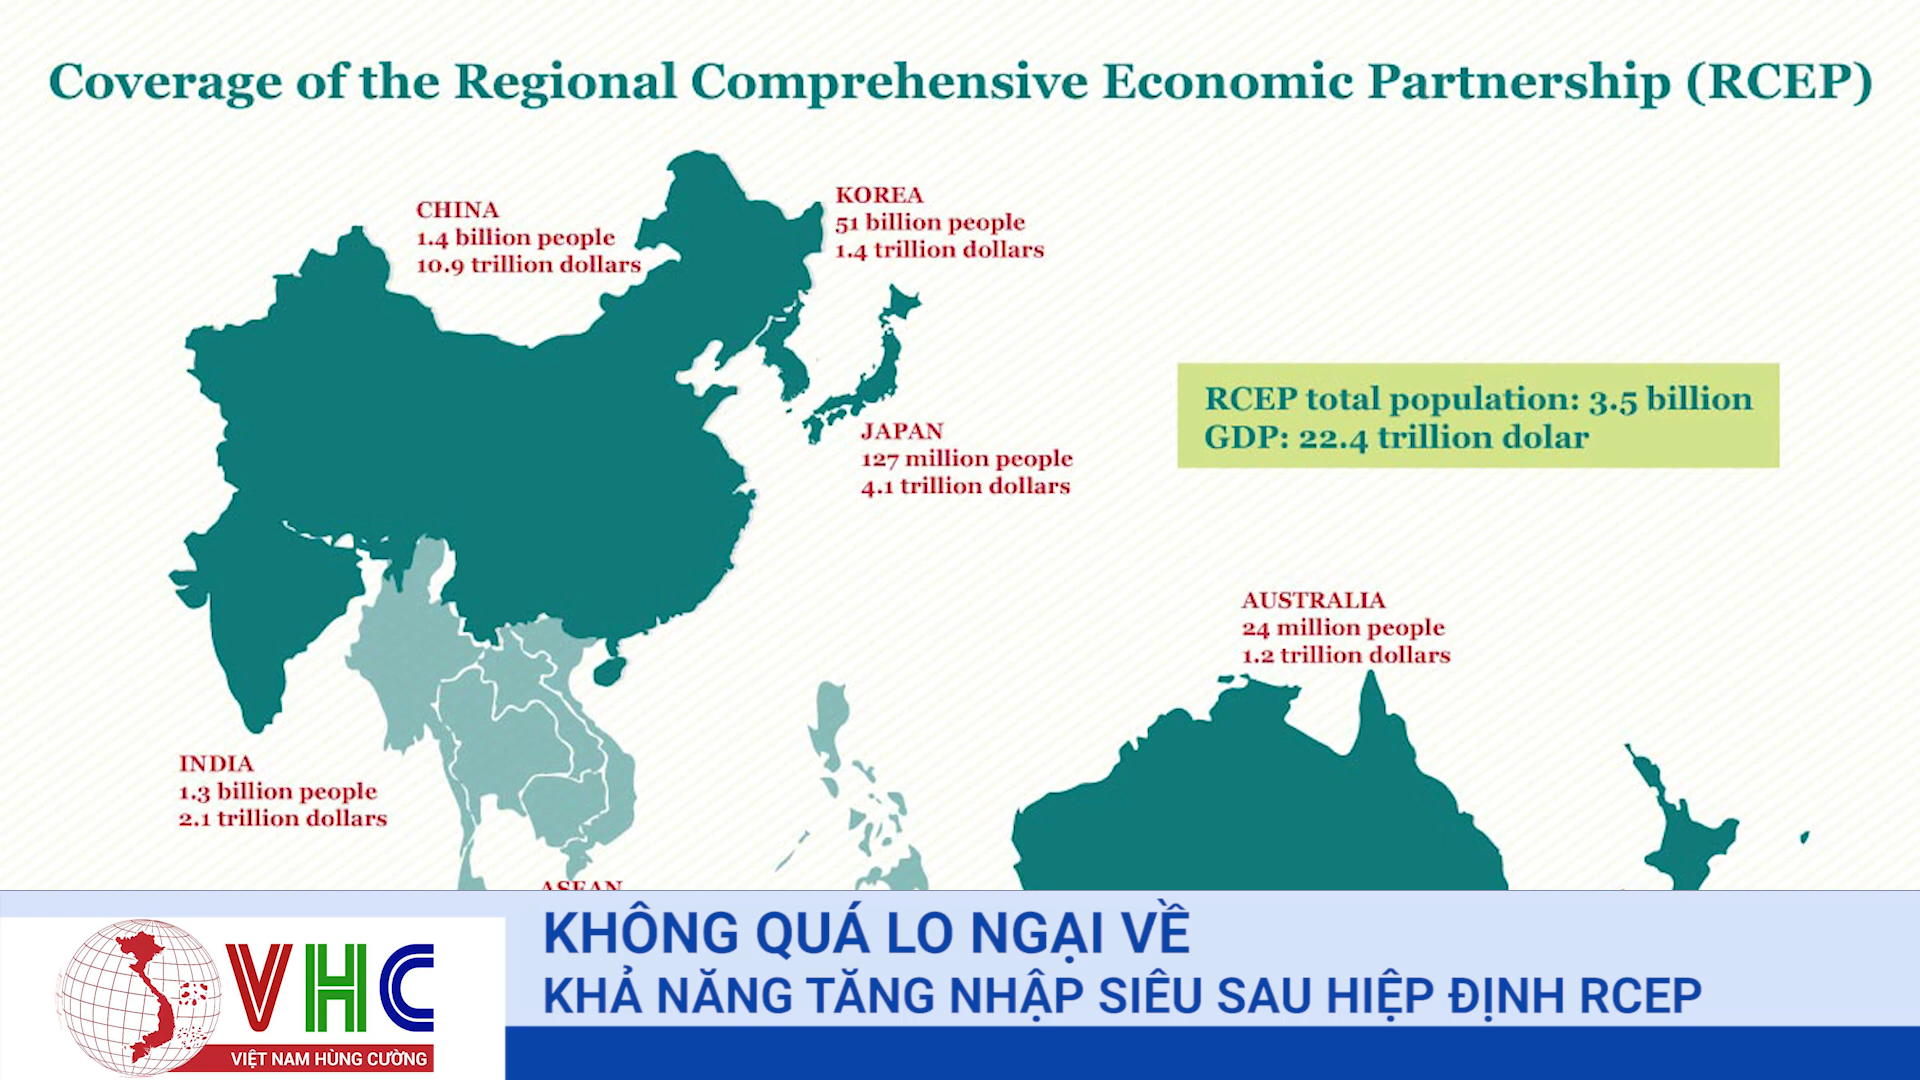 Coverage of the Regional Comprehensive Economic Partnership (RCEP)
CHINA
1.4 billion people
10.9 trillion dollars
KOREA
51 billion people
1.4 trillion dollars
JAPAN
127 million people
4.1 trillion dollars
RCEP total population: 3.5 billion
GDP: 22.4 trillion dolar
AUSTRALIA
24 million people
1.2 trillion dollars
INDIA
1.3 billion people
2.1 trillion dollars
ASEAN
KHÔNG QUÁ LO NGẠI VỀ
KHẢ NĂNG TĂNG NHẬP SIÊU SAU HIỆP ĐỊNH RCEP
VHC
VIỆT NAM HÙNG CƯỜNG